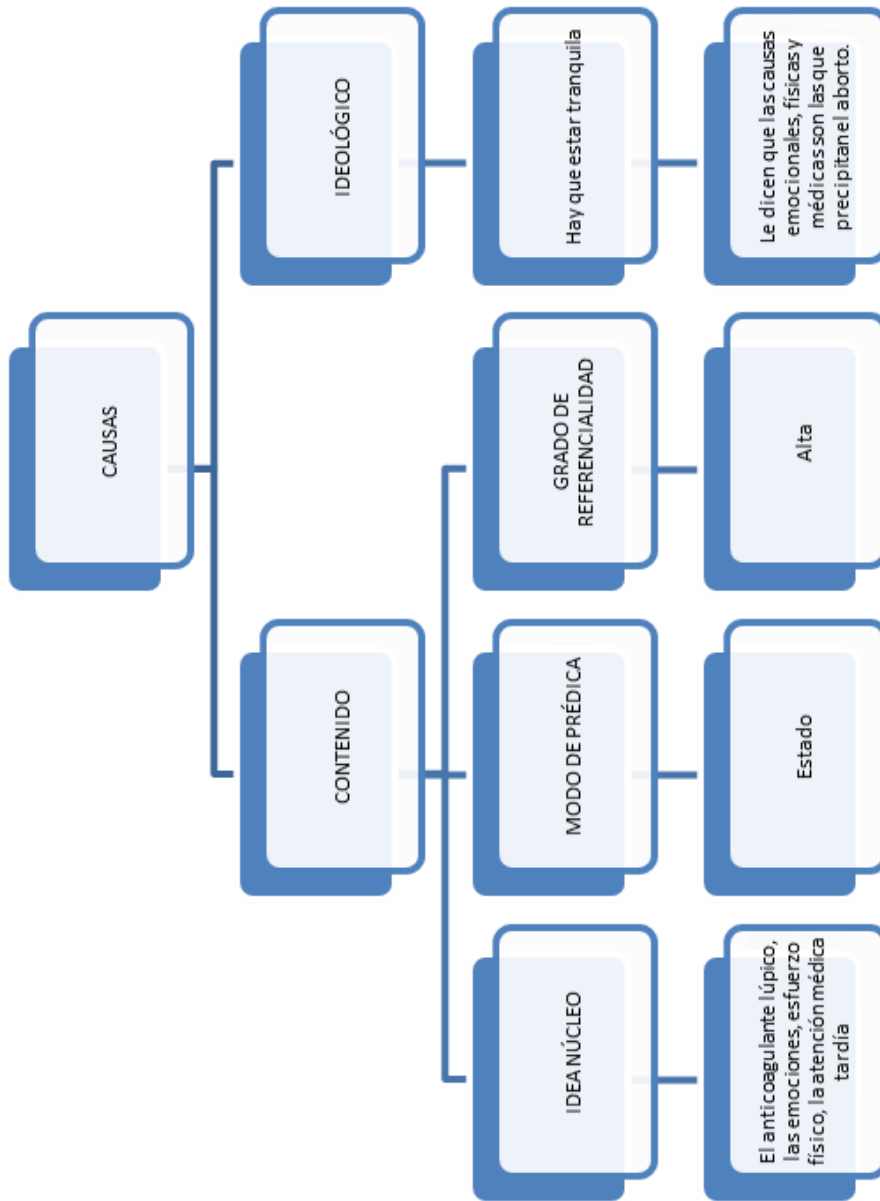 CAUSAS
CONTENIDO
IDEOLÓGICO
IDEA NÚCLEO
MODO DE PRÉDICA
GRADO DE
REFERENCIALIDAD
Hay que estar tranquila
El anticoagulante lúpico,
las emociones, esfuerzo
físico, la atención médica
tardía
Estado
Alta
Le dicen que las causas
emocionales, físicas y
médicas son las que
precipitan el aborto.